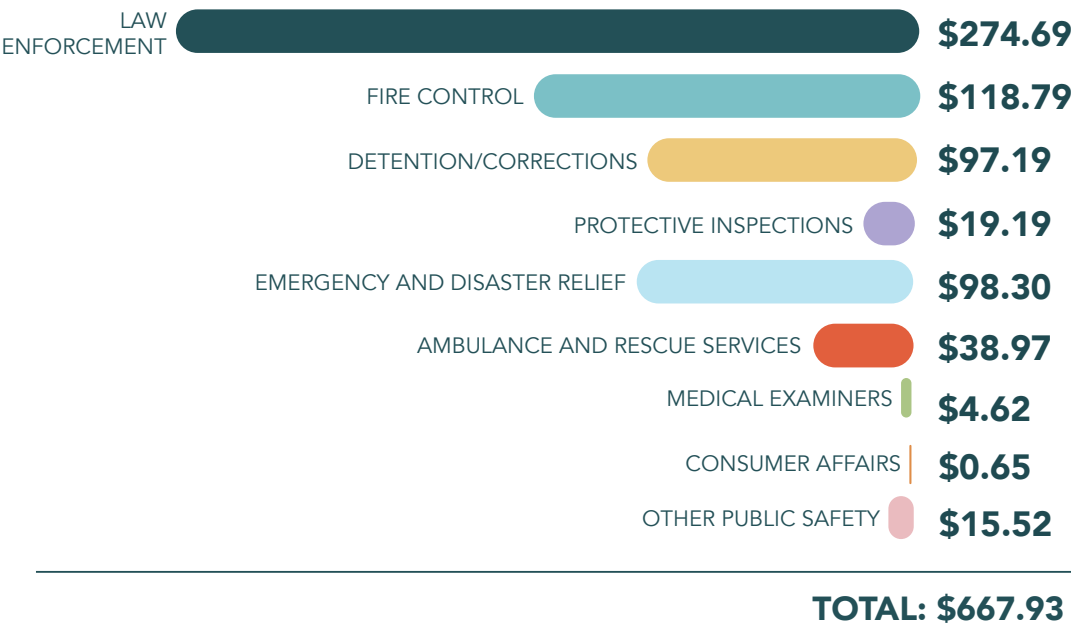 LAW
ENFORCEMENT $274.69
FIRE CONTROL $118.79
DETENTION/CORRECTIONS $97.19
PROTECTIVE INSPECTIONS $19.19
EMERGENCY AND DISASTER RELIEF $98.30
AMBULANCE AND RESCUE SERVICES $38.97
MEDICAL EXAMINERS $4.62
CONSUMER AFFAIRS $0.65
OTHER PUBLIC SAFETY $15.52
TOTAL: $667.93